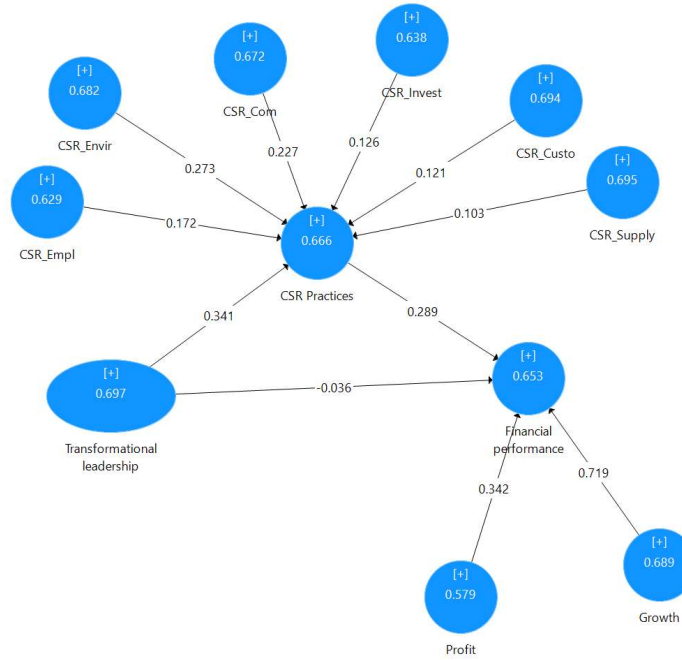 [+]
0.638
CSR_Invest
[+]
0.672
CSR_Com
[+]
0.682
CSR_Envir
[+]
0.694
CSR_Custo
[+]
0.695
CSR_Supply
[+]
0.629
CSR_Empl
0.273
0.227
0.126
0.121
0.103
0.172
[+]
0.666
CSR Practices
0.341
0.289
[+]
0.697
Transformational
leadership
-0.036
[+]
0.653
Financial
performance
0.342
0.719
[+]
0.579
Profit
[+]
0.689
Growth